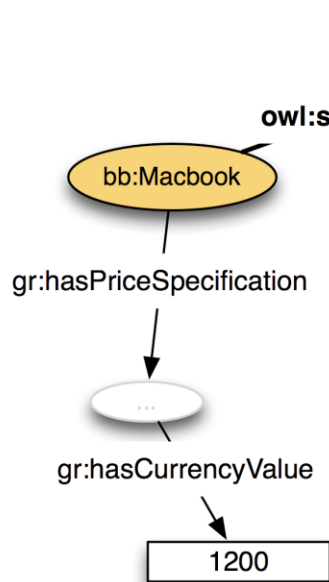 owl:s
bb:Macbook
gr:hasPriceSpecification
...
gr:hasCurrencyValue
1200